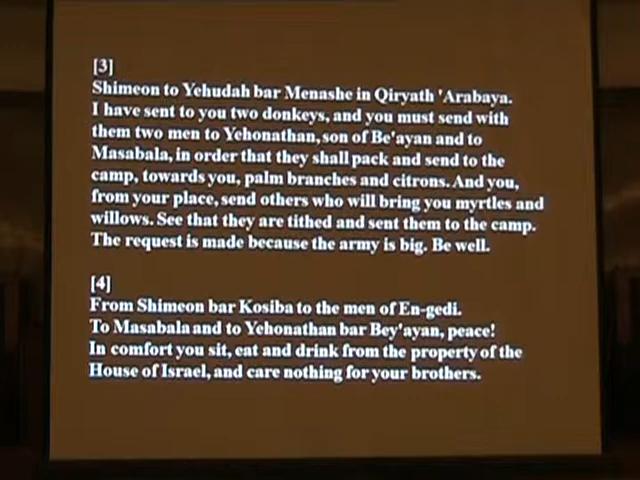 [3]
Shimeon to Yehudah bar Menashe in Qiryath 'Arabaya.
I have sent to you two donkeys, and you must send with
them two men to Yehonathan, son of Be'ayan and to
Masabala, in order that they shall pack and send to the
camp, towards you, palm branches and citrons. And you,
from your place, send others who will bring you myrtles and
willows. See that they are tithed and sent them to the camp.
The request is made because the army is big. Be well.
[4]
From Shimeon bar Kosiba to the men of En-gedi.
To Masabala and to Yehonathan bar Bey'ayan, peace!
In comfort you sit, eat and drink from the property of the
House of Israel, and care nothing for your brothers.